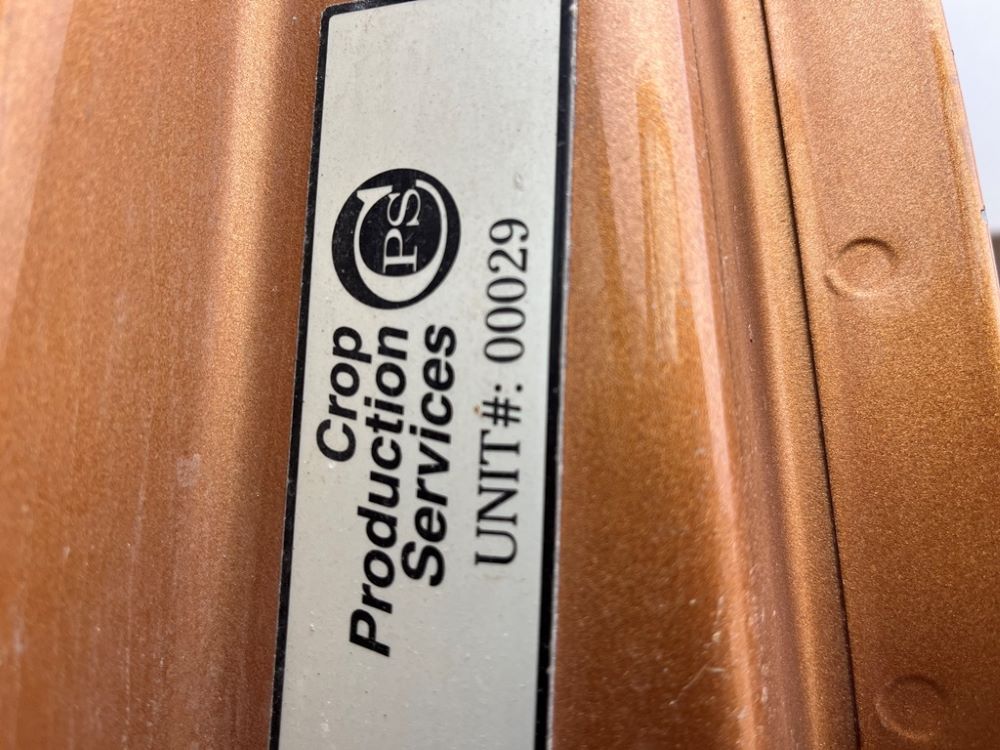 CPS
Crop
Production
Services
UNIT#: 00029